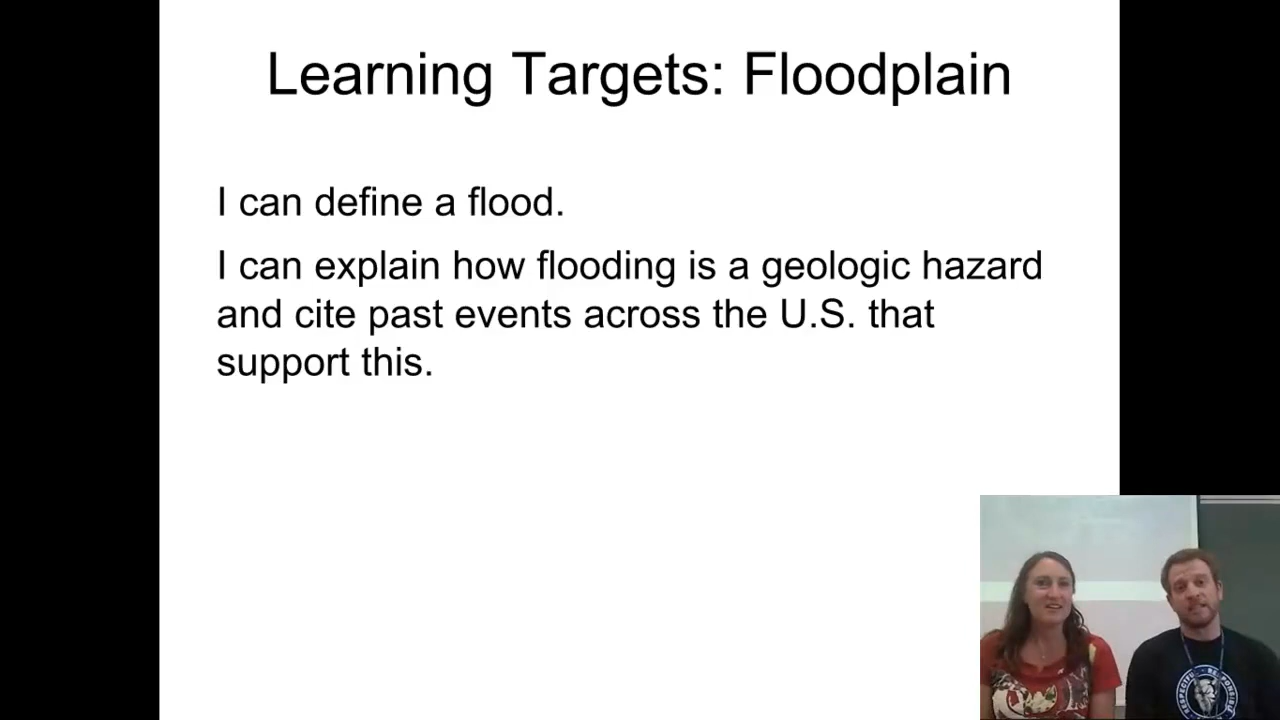 Learning Targets: Floodplain
I can define a flood.
I can explain how flooding is a geologic hazard
and cite past events across the U.S. that
support this.
RESPECTFUL